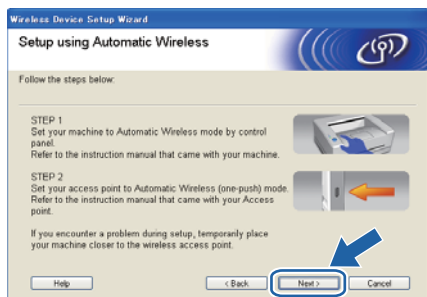 Wireless Device Setup Wizard
Setup using Automatic Wireless
Follow the steps below:
STEP 1
Set your machine to Automatic Wireless mode by control
panel.
Refer to the instruction manual that came with your machine.
STEP 2
Set your access point to Automatic Wireless (one-push) mode.
Refer to the instruction manual that came with your Access
point.
If you encounter a problem during setup, temporarily place
your machine closer to the wireless access point.
Help
< Back
Next >
Cancel